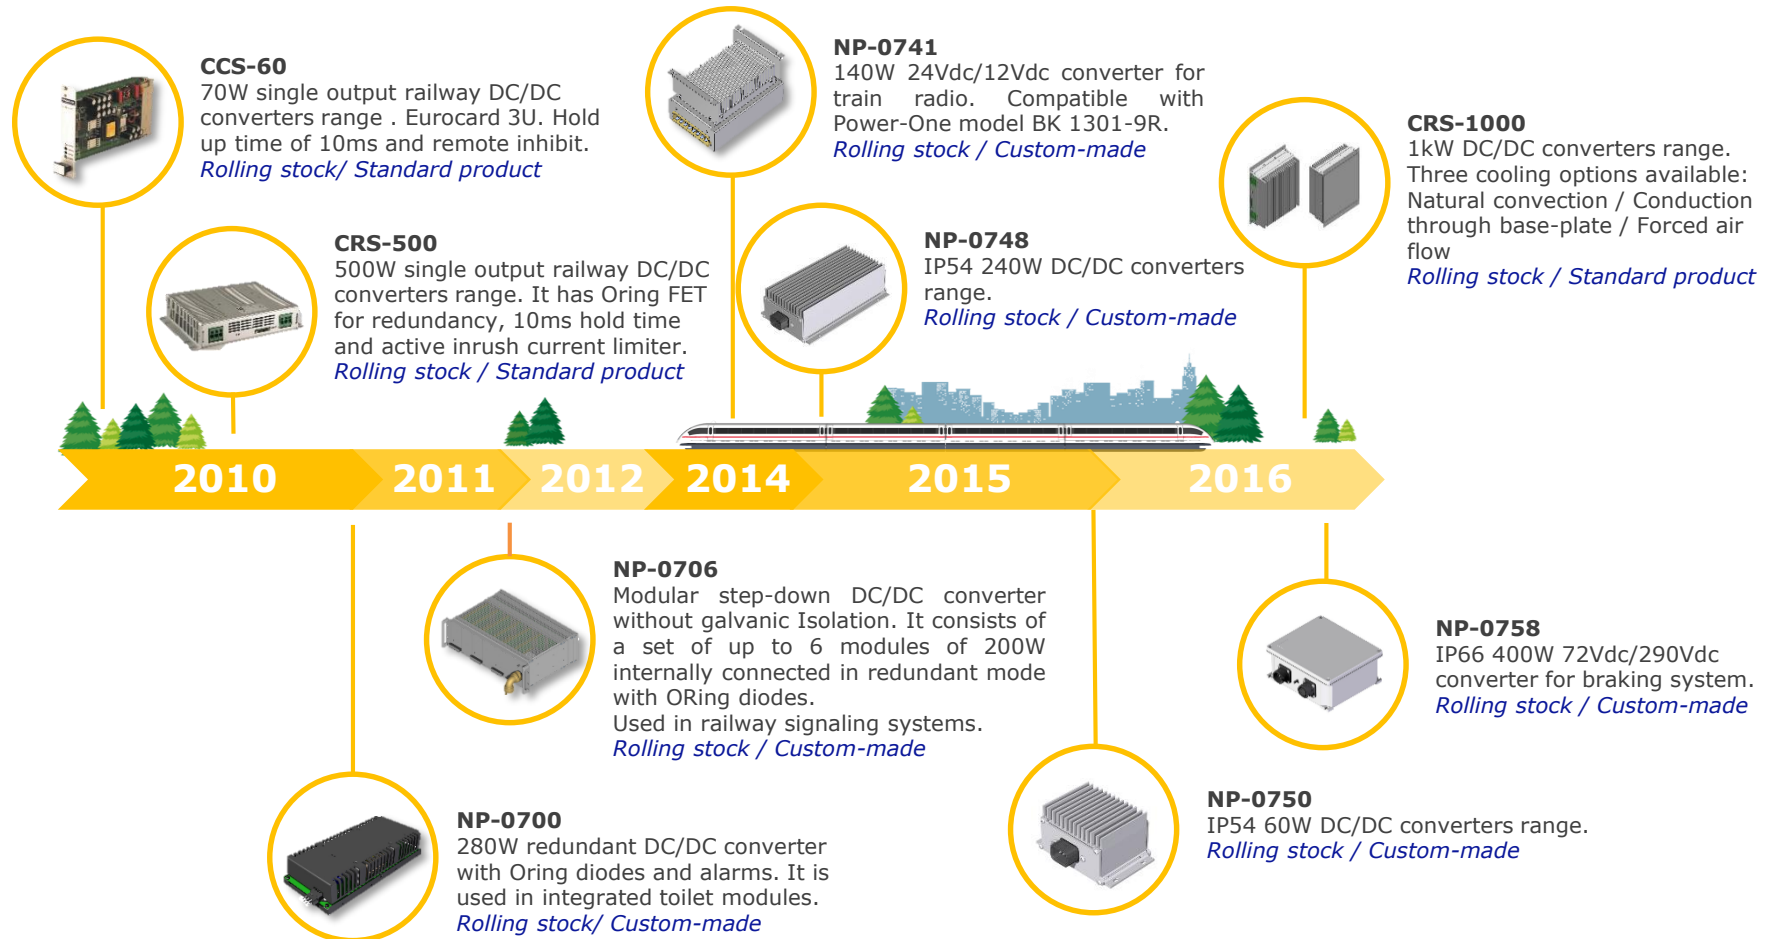 CCS-60
70W single output railway DC/DC
converters range . Eurocard 3U. Hold
up time of 10ms and remote inhibit.
Rolling stock/ Standard product
CRS-500
500W single output railway DC/DC
converters range. It has Oring FET
for redundancy, 10ms hold time
and active inrush current limiter.
Rolling stock / Standard product
NP-0741
140W 24Vdc/12Vdc converter for
train radio. Compatible with
Power-One model BK 1301-9R.
Rolling stock / Custom-made
NP-0748
IP54 240W DC/DC converters
range.
Rolling stock / Custom-made
CRS-1000
1kW DC/DC converters range.
Three cooling options available:
Natural convection / Conduction
through base-plate / Forced air
flow
Rolling stock / Standard product
2010
2011
2012
2014
2015
2016
NP-0706
Modular step-down DC/DC converter
without galvanic Isolation. It consists of
a set of up to 6 modules of 200W
internally connected in redundant mode
with ORing diodes.
Used in railway signaling systems.
Rolling stock / Custom-made
NP-0700
280W redundant DC/DC converter
with Oring diodes and alarms. It is
used in integrated toilet modules.
Rolling stock/ Custom-made
NP-0758
IP66 400W 72Vdc/290Vdc
converter for braking system.
Rolling stock / Custom-made
NP-0750
IP54 60W DC/DC converters range.
Rolling stock / Custom-made